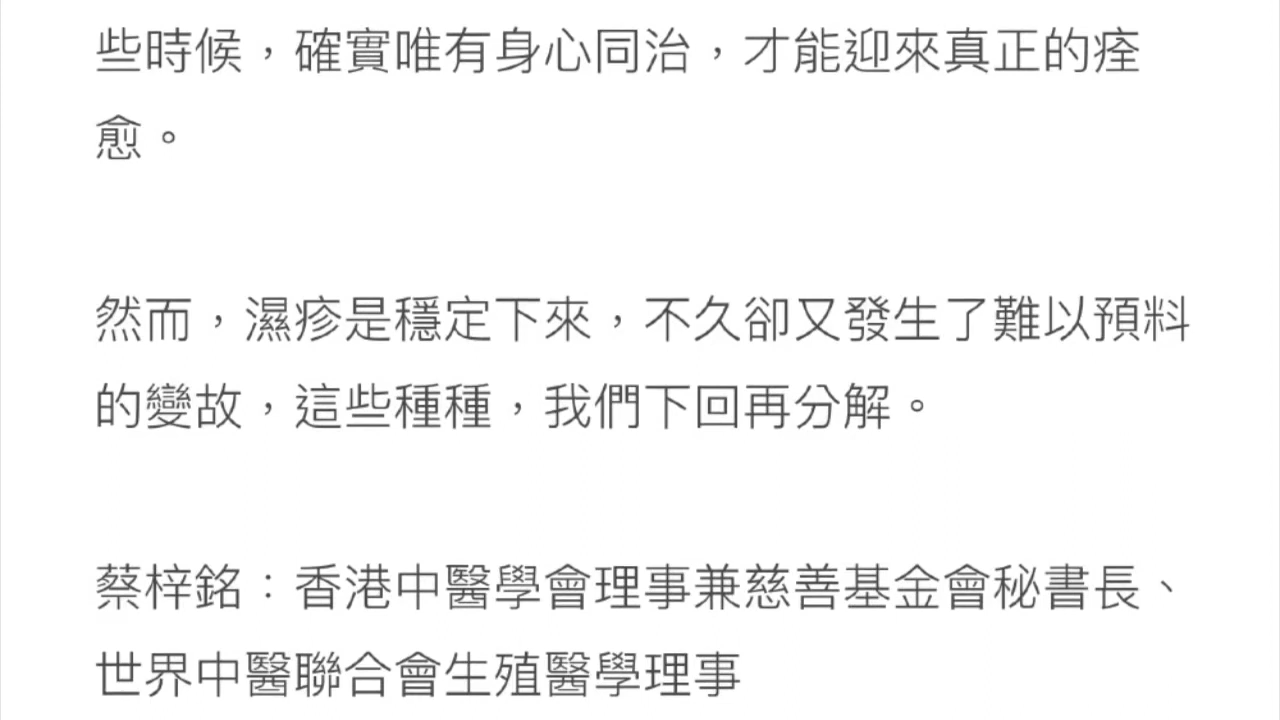 些時候，確實唯有身心同治，才能迎來真正的痊
愈。
然而，濕疹是穩定下來，不久卻又發生了難以預料
的變故，這些種種，我們下回再分解。
蔡梓銘：香港中醫學會理事兼慈善基金會秘書長、
世界中醫聯合會生殖醫學理事